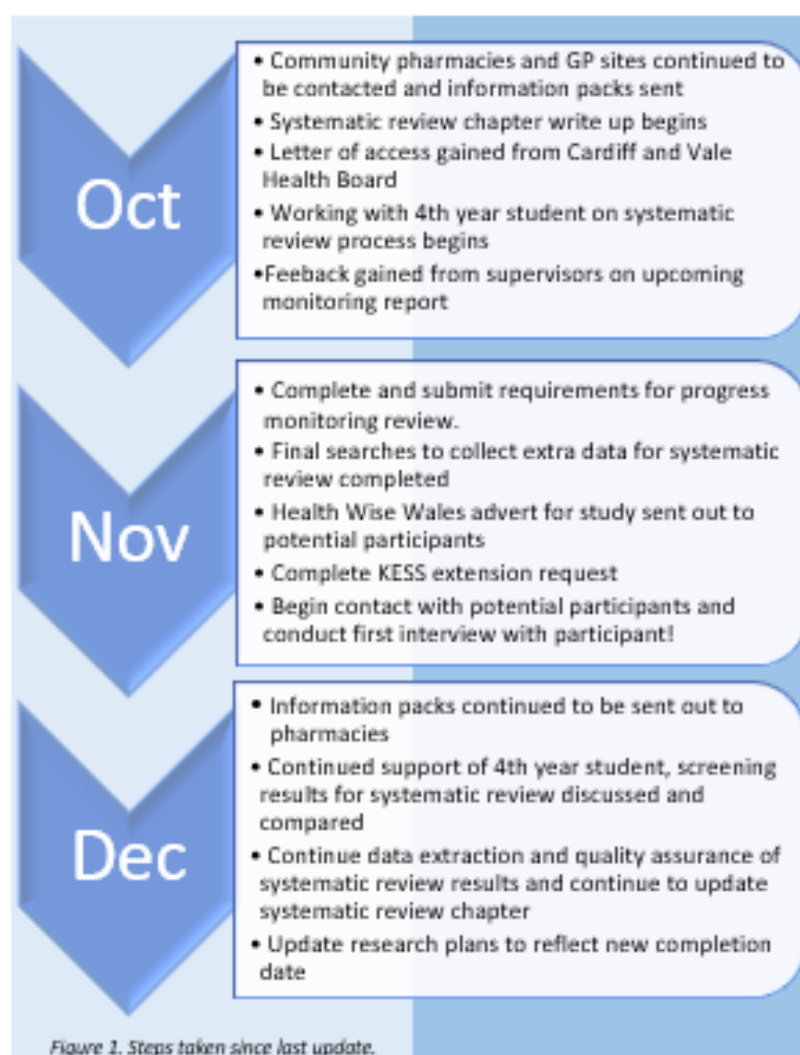 Oct
• Community pharmacies and GP sites continued to
be contacted and information packs sent
• Systematic review chapter write up begins
• Letter of access gained from Cardiff and Vale
Health Board
• Working with 4th year student on systematic
review process begins
•Feeback gained from supervisors on upcoming
monitoring report
Nov
• Complete and submit requirements for progress
monitoring review.
• Final searches to collect extra data for systematic
review completed
• Health Wise Wales advert for study sent out to
potential participants
• Complete KESS extension request
• Begin contact with potential participants and
conduct first interview with participant!
Dec
• Information packs continued to be sent out to
pharmacies
• Continued support of 4th year student, screening
results for systematic review discussed and
compared
• Continue data extraction and quality assurance of
systematic review results and continue to update
systematic review chapter
• Update research plans to reflect new completion
date
Figure 1. Steps taken since last update.